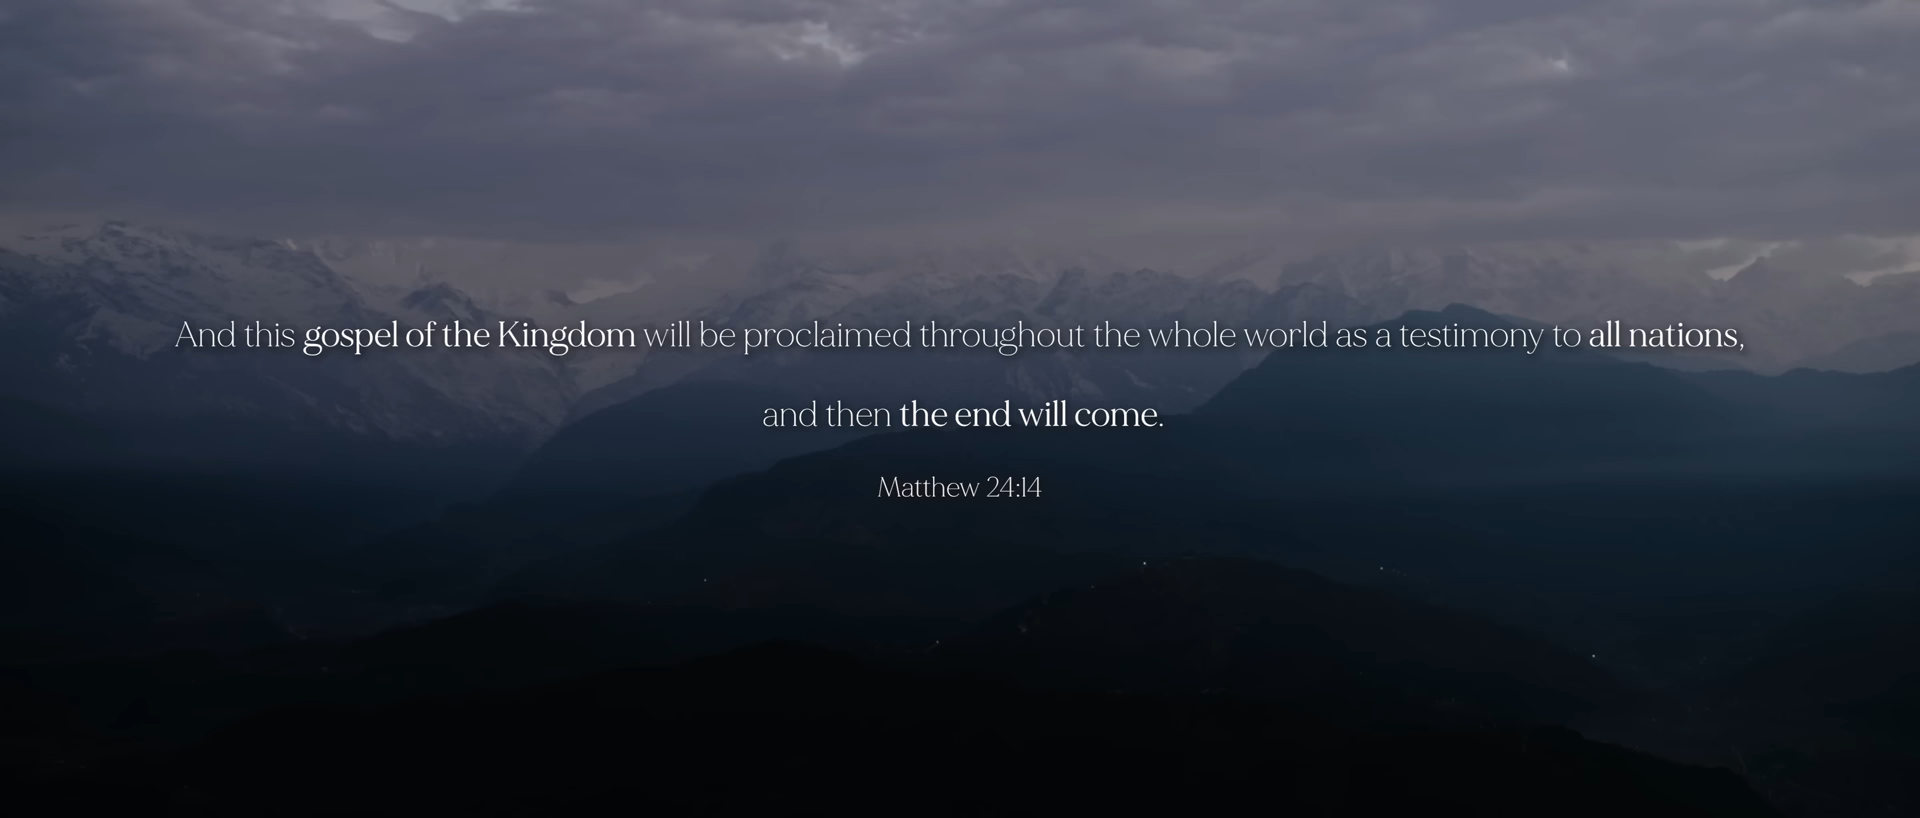 And this gospel of the Kingdom will be proclaimed throughout the whole world as a testimony to all nations,
and then the end will come.
Matthew 24:14